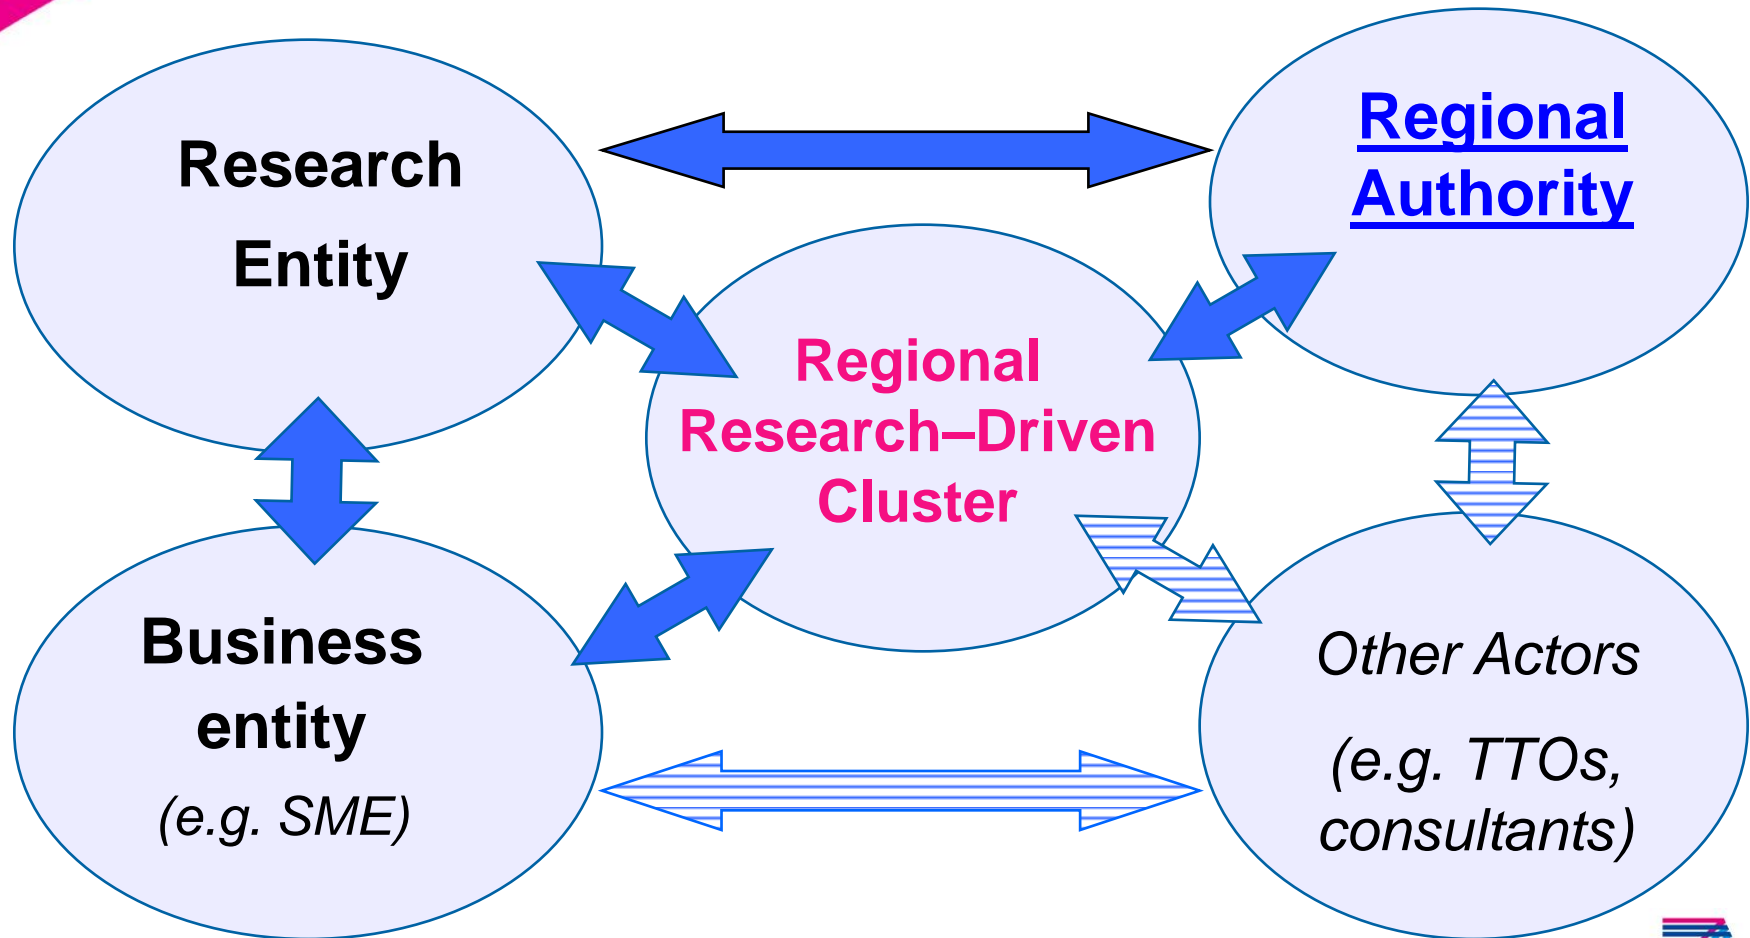 Research
Entity
Regional
Authority
Regional
Research–Driven
Cluster
Business
entity
(e.g. SME)
Other Actors
(e.g. TTOs,
consultants)